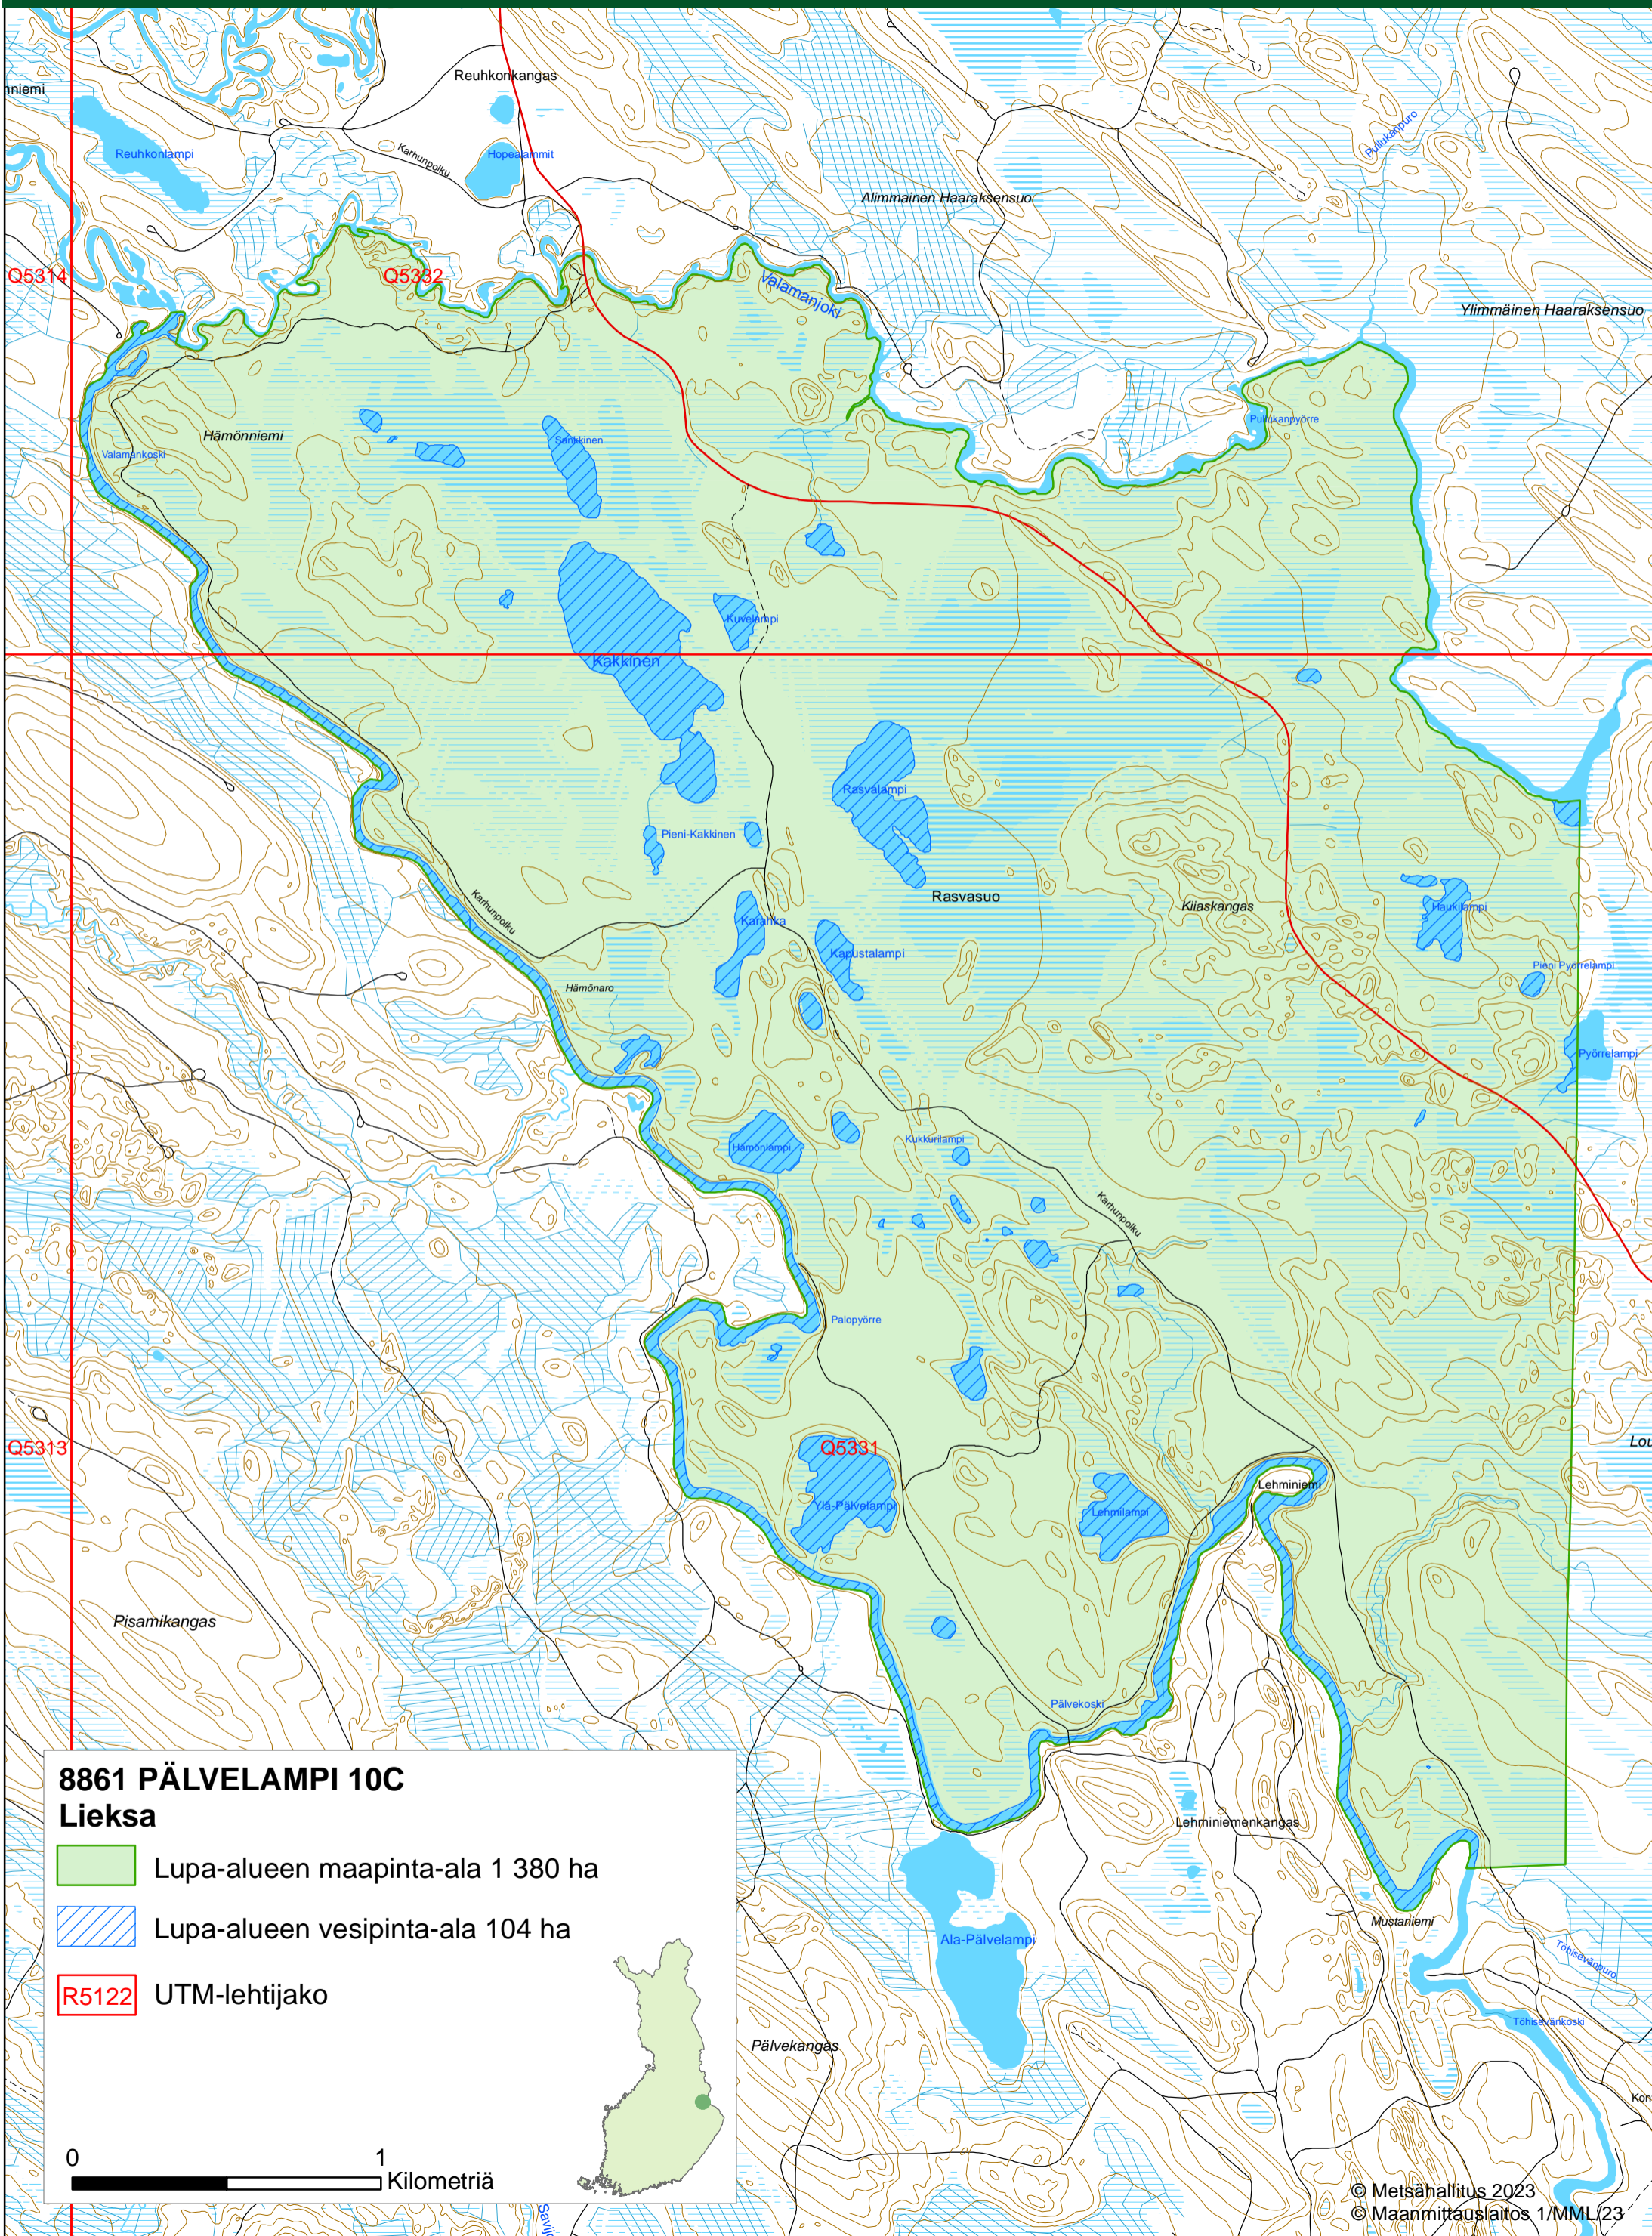 Reuhkonkangas
Reuhkonlampi
Karhunpolku
Hopealammit
Pullukanpuro
Alimmainen Haaraksensuo
Q5314
Q5332
Valamanjoki
Ylimmäinen Haaraksensuo
Pullukanpyörre
Hämönniemi
Sarkkinen
Valamankoski
Kuvelampi
Kakkinen
Rasvalampi
Pieni-Kakkinen
Karhunpolku
Rasvasuo
Kiiaskangas
Haukilampi
Karahka
Kapustalampi
Pieni Pyörrelampi
Hämönaro
Pyörrelampi
Kukkurilampi
Hämönlampi
Karhunpolku
Palopyörre
Q5313
Q5331
Lou
Lehminiemi
Ylä-Pälvelampi
Lehmilampi
Pisamikangas
Pälvekoski
Lehminiemenkangas
Mustaniemi
Ala-Pälvelampi
Töhisevänpuro
Töhisevänkoski
Pälvekangas
Kon
8861 PÄLVELAMPI 10C
Lieksa
Lupa-alueen maapinta-ala 1 380 ha
Lupa-alueen vesipinta-ala 104 ha
R5122 UTM-lehtijako
0 1
Kilometriä
© Metsähallitus 2023
© Maanmittauslaitos 1/MML/23